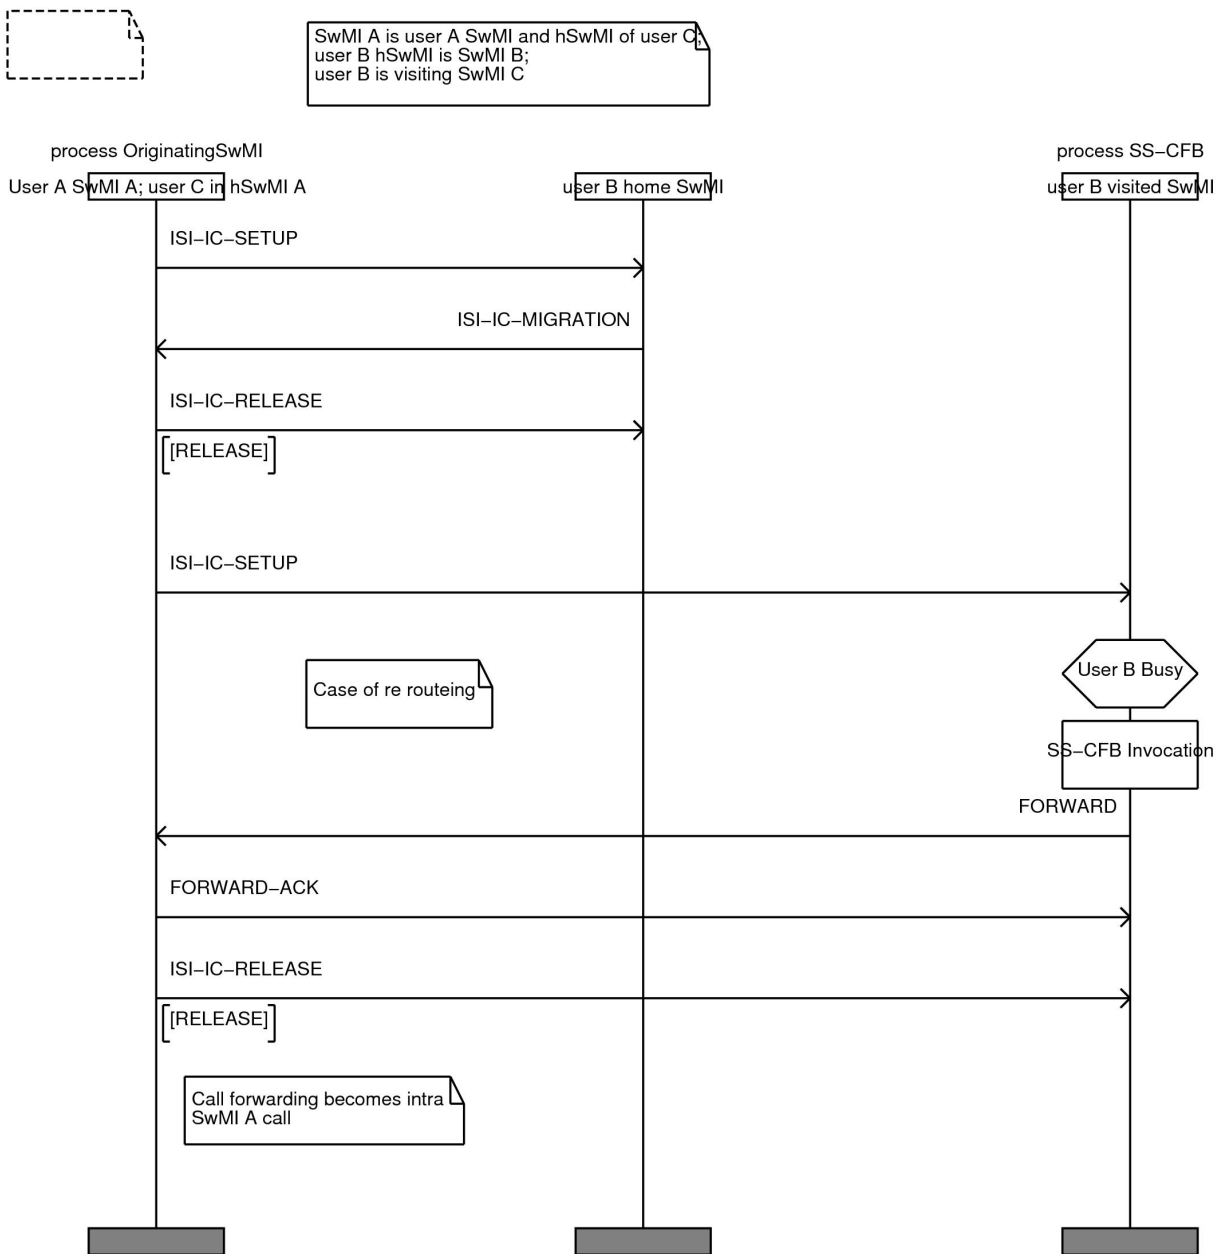 SwMI A is user A SwMI and hSwMI of user C;
user B hSwMI is SwMI B;
user B is visiting SwMI C
process OriginatingSwMI
process SS-CFB
User A SwMI A; user C in hSwMI A
user B home SwMI
user B visited SwMI
ISI-IC-SETUP
ISI-IC-MIGRATION
ISI-IC-RELEASE
[RELEASE]
ISI-IC-SETUP
User B Busy
Case of re routeing
SS-CFB Invocation
FORWARD
FORWARD-ACK
ISI-IC-RELEASE
[RELEASE]
Call forwarding becomes intra
SwMI A call